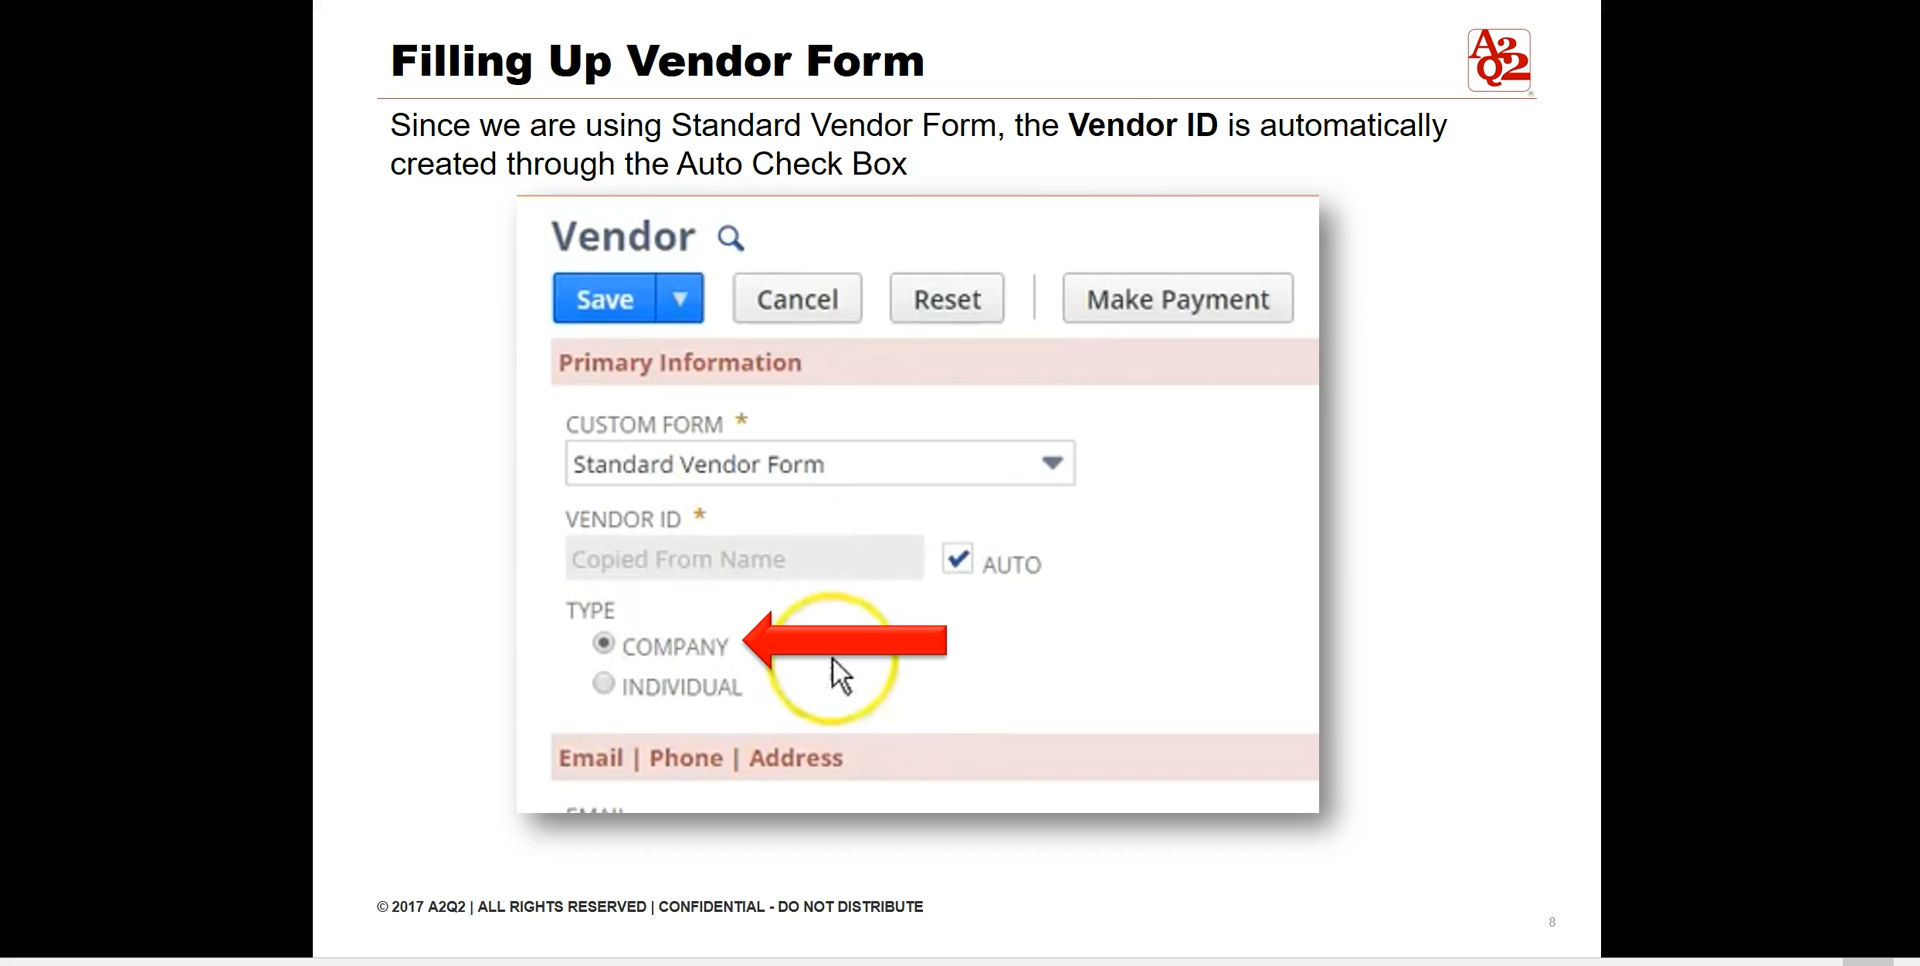 Filling Up Vendor Form
A2
Q2
®
Since we are using Standard Vendor Form, the Vendor ID is automatically
created through the Auto Check Box
Vendor
Save Cancel Reset Make Payment
Primary Information
CUSTOM FORM *
Standard Vendor Form
VENDOR ID *
Copied From Name AUTO
TYPE
COMPANY
INDIVIDUAL
Email | Phone | Address
© 2017 A2Q2 | ALL RIGHTS RESERVED | CONFIDENTIAL - DO NOT DISTRIBUTE
8